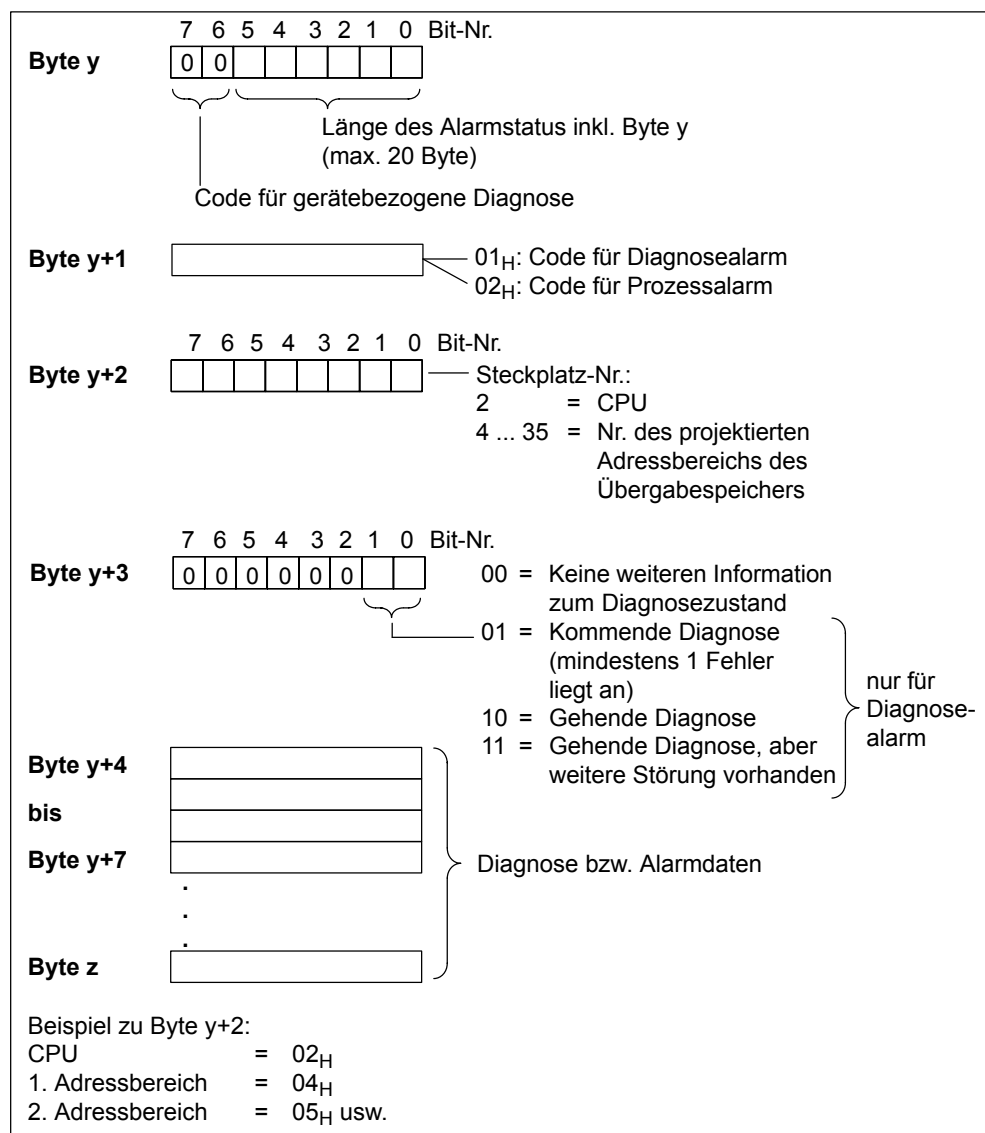 7 6 5 4 3 2 1 0 Bit-Nr.
Byte y 0 0
Länge des Alarmstatus inkl. Byte y
(max. 20 Byte)
Code für gerätebezogene Diagnose
Byte y+1
01H: Code für Diagnosealarm
02H: Code für Prozessalarm
7 6 5 4 3 2 1 0 Bit-Nr.
Byte y+2
Steckplatz-Nr.:
2 = CPU
4 ... 35 = Nr. des projektierten
Adressbereichs des
Übergabespeichers
7 6 5 4 3 2 1 0 Bit-Nr.
Byte y+3 0 0 0 0 0 0
00 = Keine weiteren Information
zum Diagnosezustand
01 = Kommende Diagnose
(mindestens 1 Fehler
liegt an)
10 = Gehende Diagnose
11 = Gehende Diagnose, aber
weitere Störung vorhanden
nur für
Diagnose-
alarm
Byte y+4
bis
Byte y+7
Diagnose bzw. Alarmdaten
.
.
.
Byte z
Beispiel zu Byte y+2:
CPU = 02H
1. Adressbereich = 04H
2. Adressbereich = 05H usw.